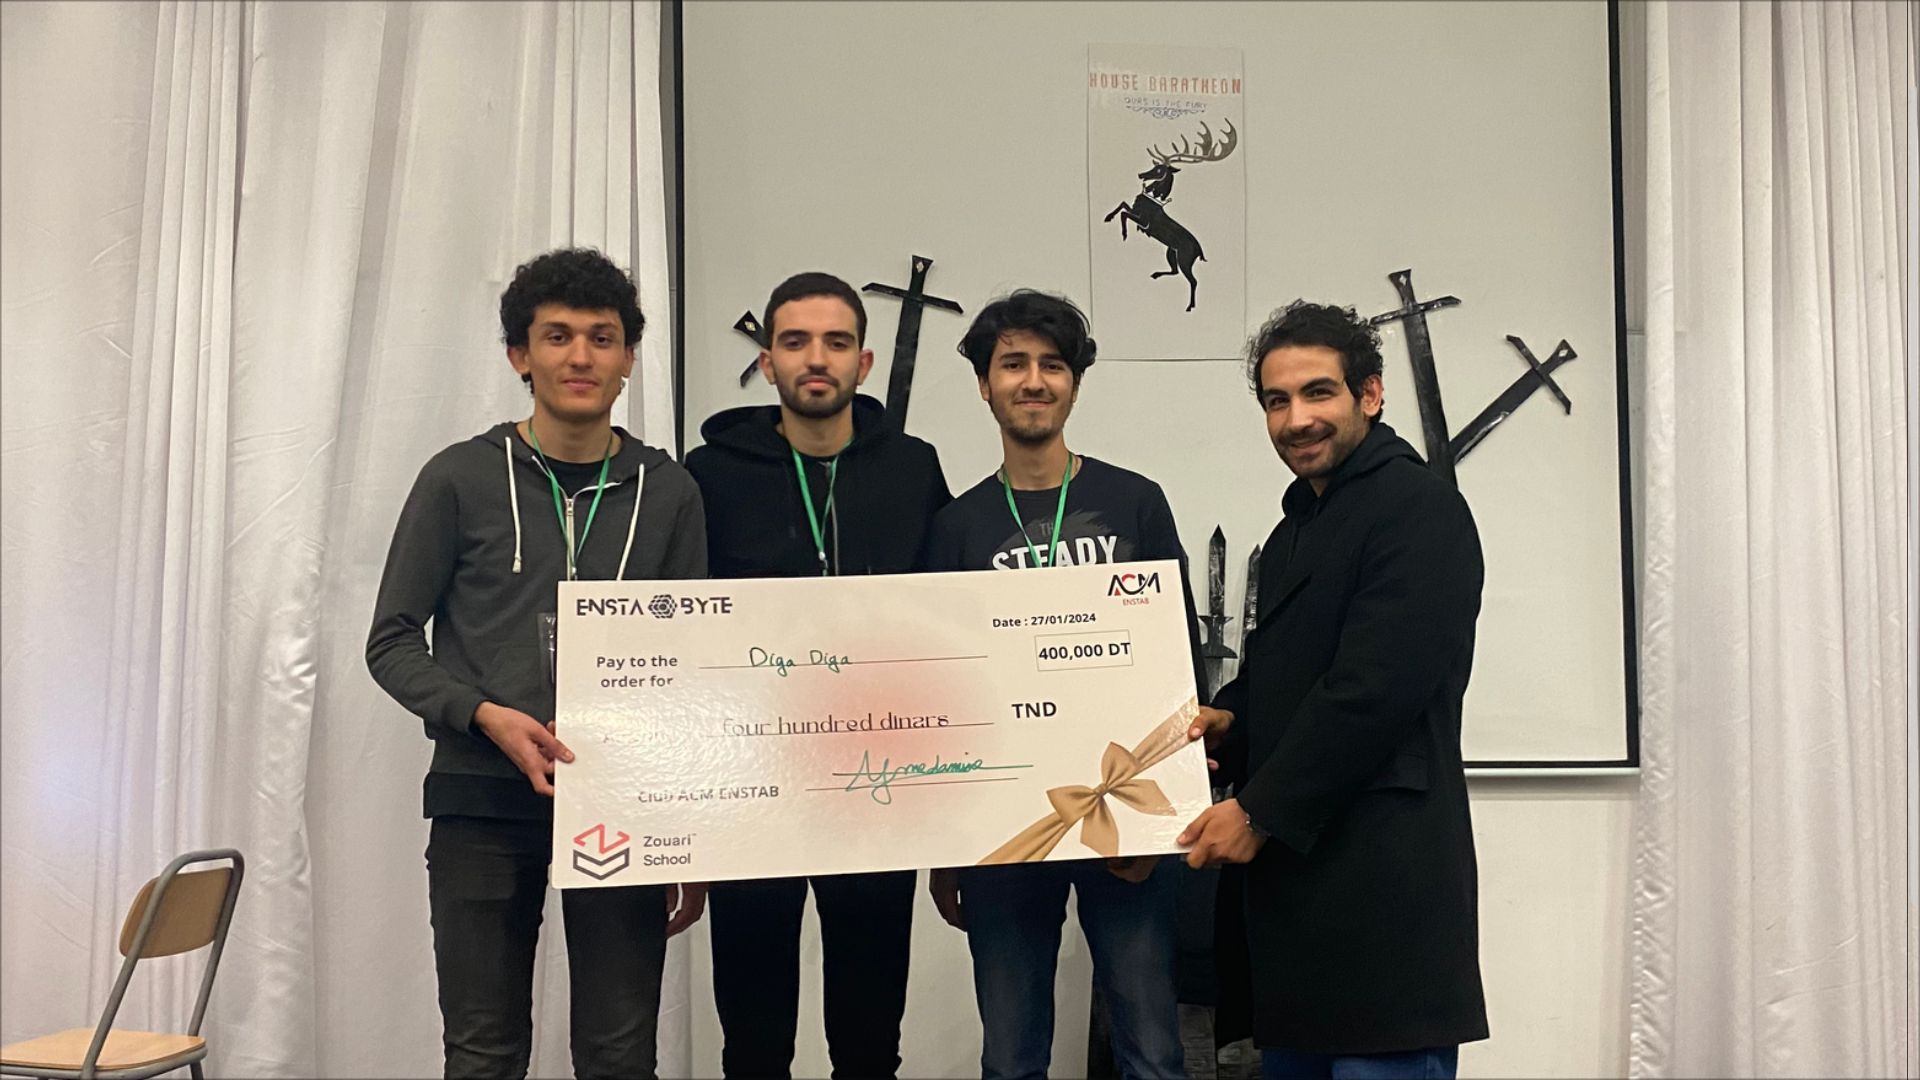 HOUSE BARATHEON
OURS IS THE FURY
STEADY
ENSTA BYTE
ACM
ENSTAB
Date : 27/01/2024
400,000 DT
Pay to the
order for
Diga Diga
four hundred dinars
TND
Club ACM ENSTAB
Zouari
School